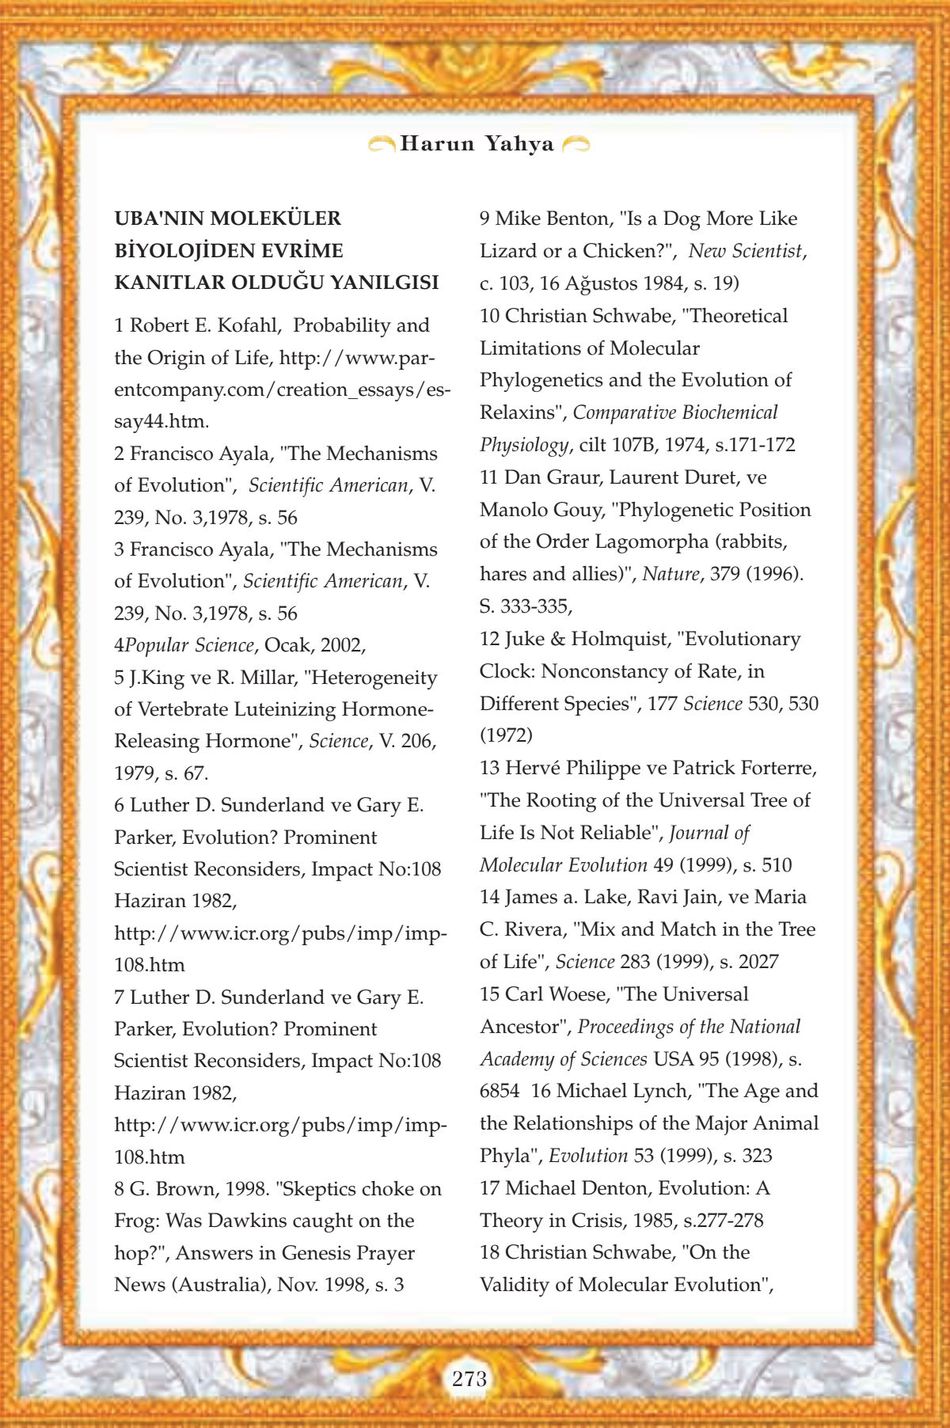 Harun Yahya
UBA'NIN MOLEKÜLER
BİYOLOJİDEN EVRİME
KANITLAR OLDUĞU YANILGISI
1 Robert E. Kofahl,  Probability and
the Origin of Life, http://www.par-
entcompany.com/creation_essays/es-
say44.htm.
2 Francisco Ayala, "The Mechanisms
of Evolution",  Scientific American, V.
239, No. 3,1978, s. 56
3 Francisco Ayala, "The Mechanisms
of Evolution", Scientific American, V.
239, No. 3,1978, s. 56
4Popular Science, Ocak, 2002,
5 J.King ve R. Millar, "Heterogeneity
of Vertebrate Luteinizing Hormone-
Releasing Hormone", Science, V. 206,
1979, s. 67.
6 Luther D. Sunderland ve Gary E.
Parker, Evolution? Prominent
Scientist Reconsiders, Impact No:108
Haziran 1982,
http://www.icr.org/pubs/imp/imp-
108.htm
7 Luther D. Sunderland ve Gary E.
Parker, Evolution? Prominent
Scientist Reconsiders, Impact No:108
Haziran 1982,
http://www.icr.org/pubs/imp/imp-
108.htm
8 G. Brown, 1998. "Skeptics choke on
Frog: Was Dawkins caught on the
hop?", Answers in Genesis Prayer
News (Australia), Nov. 1998, s. 3
9 Mike Benton, "Is a Dog More Like
Lizard or a Chicken?",  New Scientist,
c. 103, 16 Ağustos 1984, s. 19)
10 Christian Schwabe, "Theoretical
Limitations of Molecular
Phylogenetics and the Evolution of
Relaxins", Comparative Biochemical
Physiology, cilt 107B, 1974, s.171-172
11 Dan Graur, Laurent Duret, ve
Manolo Gouy, "Phylogenetic Position
of the Order Lagomorpha (rabbits,
hares and allies)", Nature, 379 (1996).
S. 333-335,
12 Juke & Holmquist, "Evolutionary
Clock: Nonconstancy of Rate, in
Different Species", 177 Science 530, 530
(1972)
13 Hervé Philippe ve Patrick Forterre,
"The Rooting of the Universal Tree of
Life Is Not Reliable", Journal of
Molecular Evolution 49 (1999), s. 510
14 James a. Lake, Ravi Jain, ve Maria
C. Rivera, "Mix and Match in the Tree
of Life", Science 283 (1999), s. 2027
15 Carl Woese, "The Universal
Ancestor", Proceedings of the National
Academy of Sciences USA 95 (1998), s.
6854  16 Michael Lynch, "The Age and
the Relationships of the Major Animal
Phyla", Evolution 53 (1999), s. 323
17 Michael Denton, Evolution: A
Theory in Crisis, 1985, s.277-278
18 Christian Schwabe, "On the
Validity of Molecular Evolution",
273